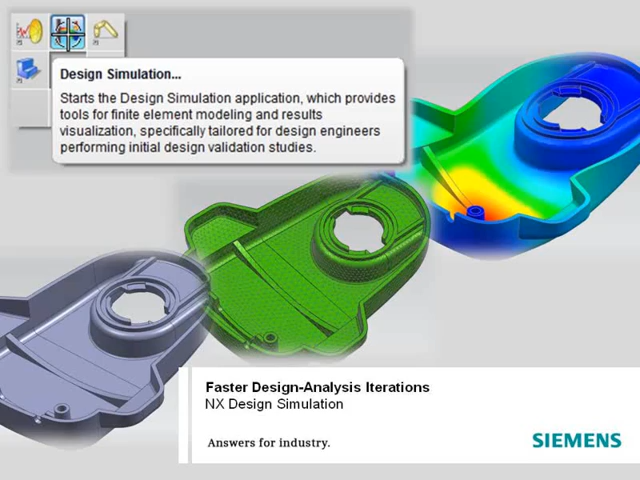 Design Simulation...
Starts the Design Simulation application, which provides
tools for finite element modeling and results
visualization, specifically tailored for design engineers
performing initial design validation studies.
Faster Design-Analysis Iterations
NX Design Simulation
Answers for industry.
SIEMENS